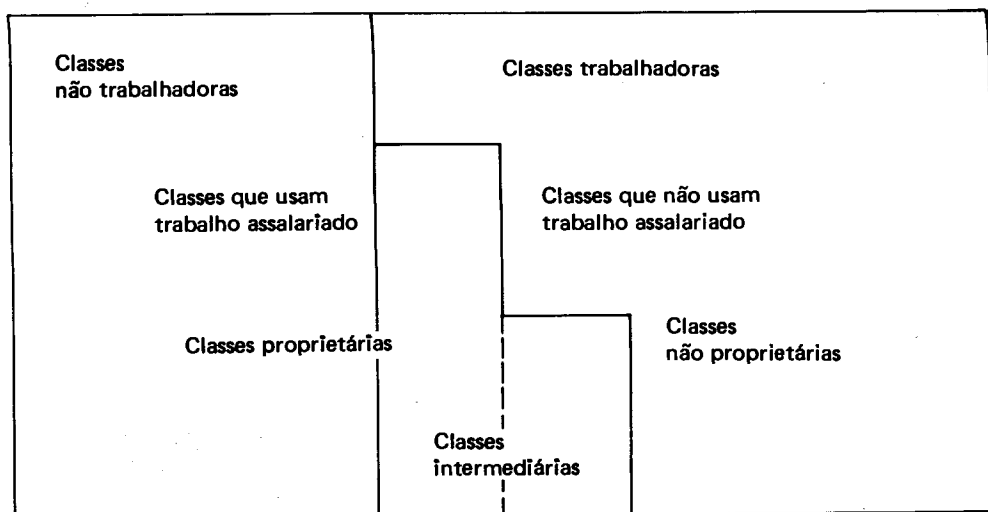 Classes
não trabalhadoras
Classes trabalhadoras
Classes que usam
trabalho assalariado
Classes que não usam
trabalho assalariado
Classes proprietárias
Classes
não proprietárias
Classes
intermediárias